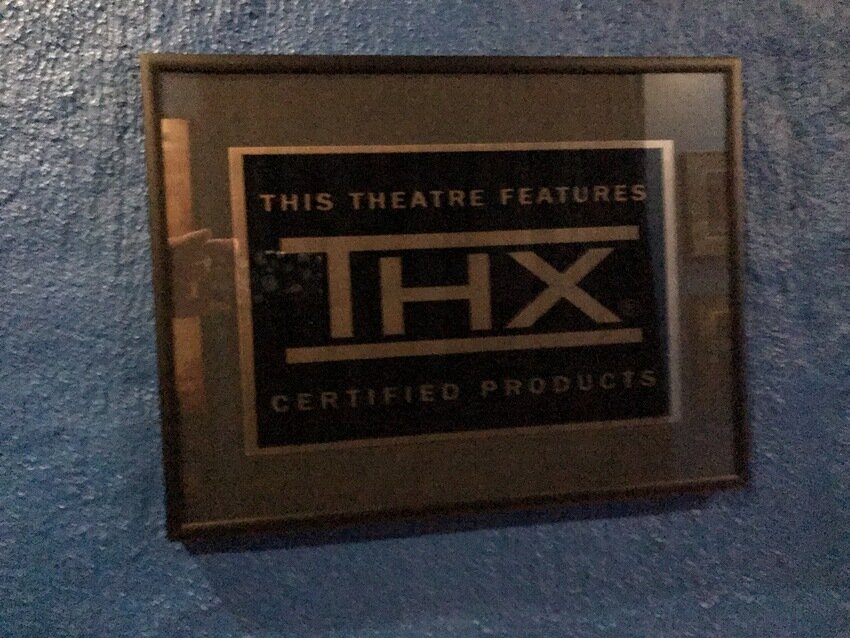 THIS THEATRE FEATURES
THX®
CERTIFIED PRODUCTS